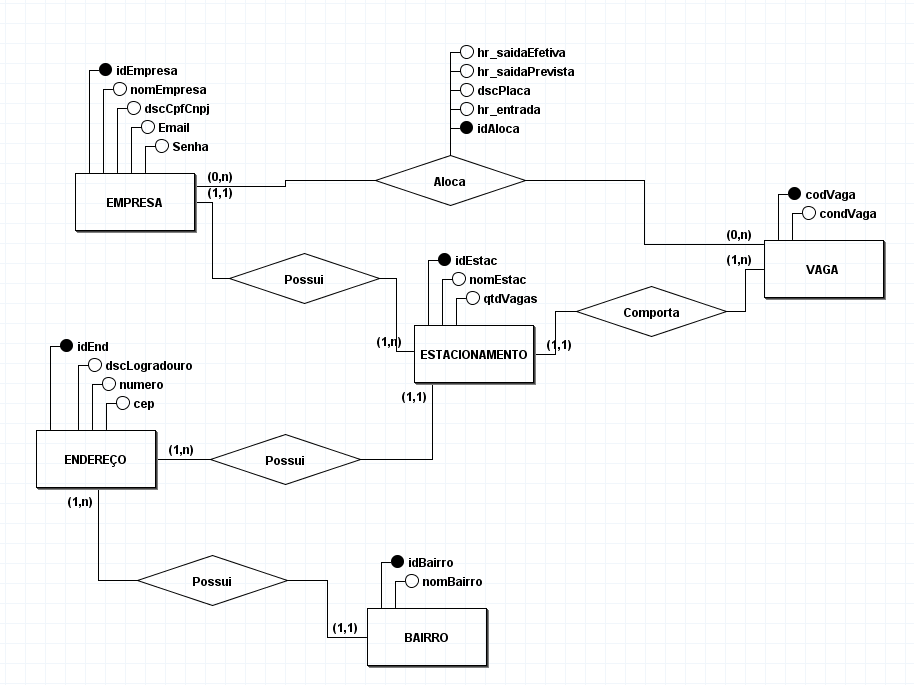 hr_saidaEfetiva
hr_saidaPrevista
dscPlaca
hr_entrada
idAloca
idEmpresa
nomEmpresa
dscCpfCnpj
Email
Senha
EMPRESA
(0,n)
(1,1)
Aloca
codVaga
condVaga
(0,n)
(1,n)
VAGA
Possui
idEstac
nomEstac
qtdVagas
Comporta
(1,n)
ESTACIONAMENTO
(1,1)
(1,1)
idEnd
dscLogradouro
numero
cep
ENDEREÇO
(1,n)
Possui
(1,n)
Possui
idBairro
nomBairro
(1,1)
BAIRRO